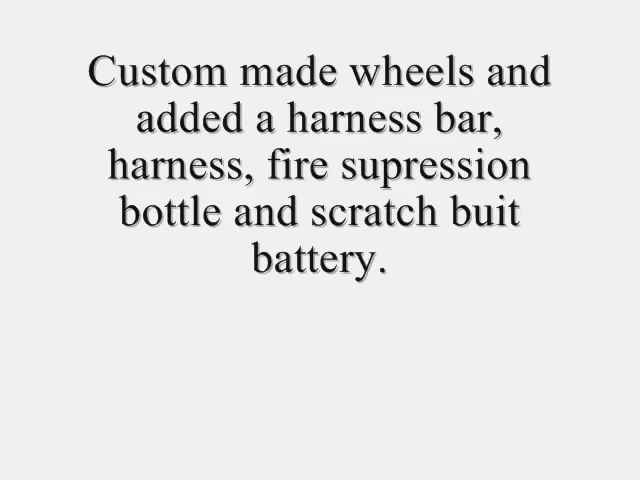 Custom made wheels and
added a harness bar,
harness, fire supression
bottle and scratch buit
battery.